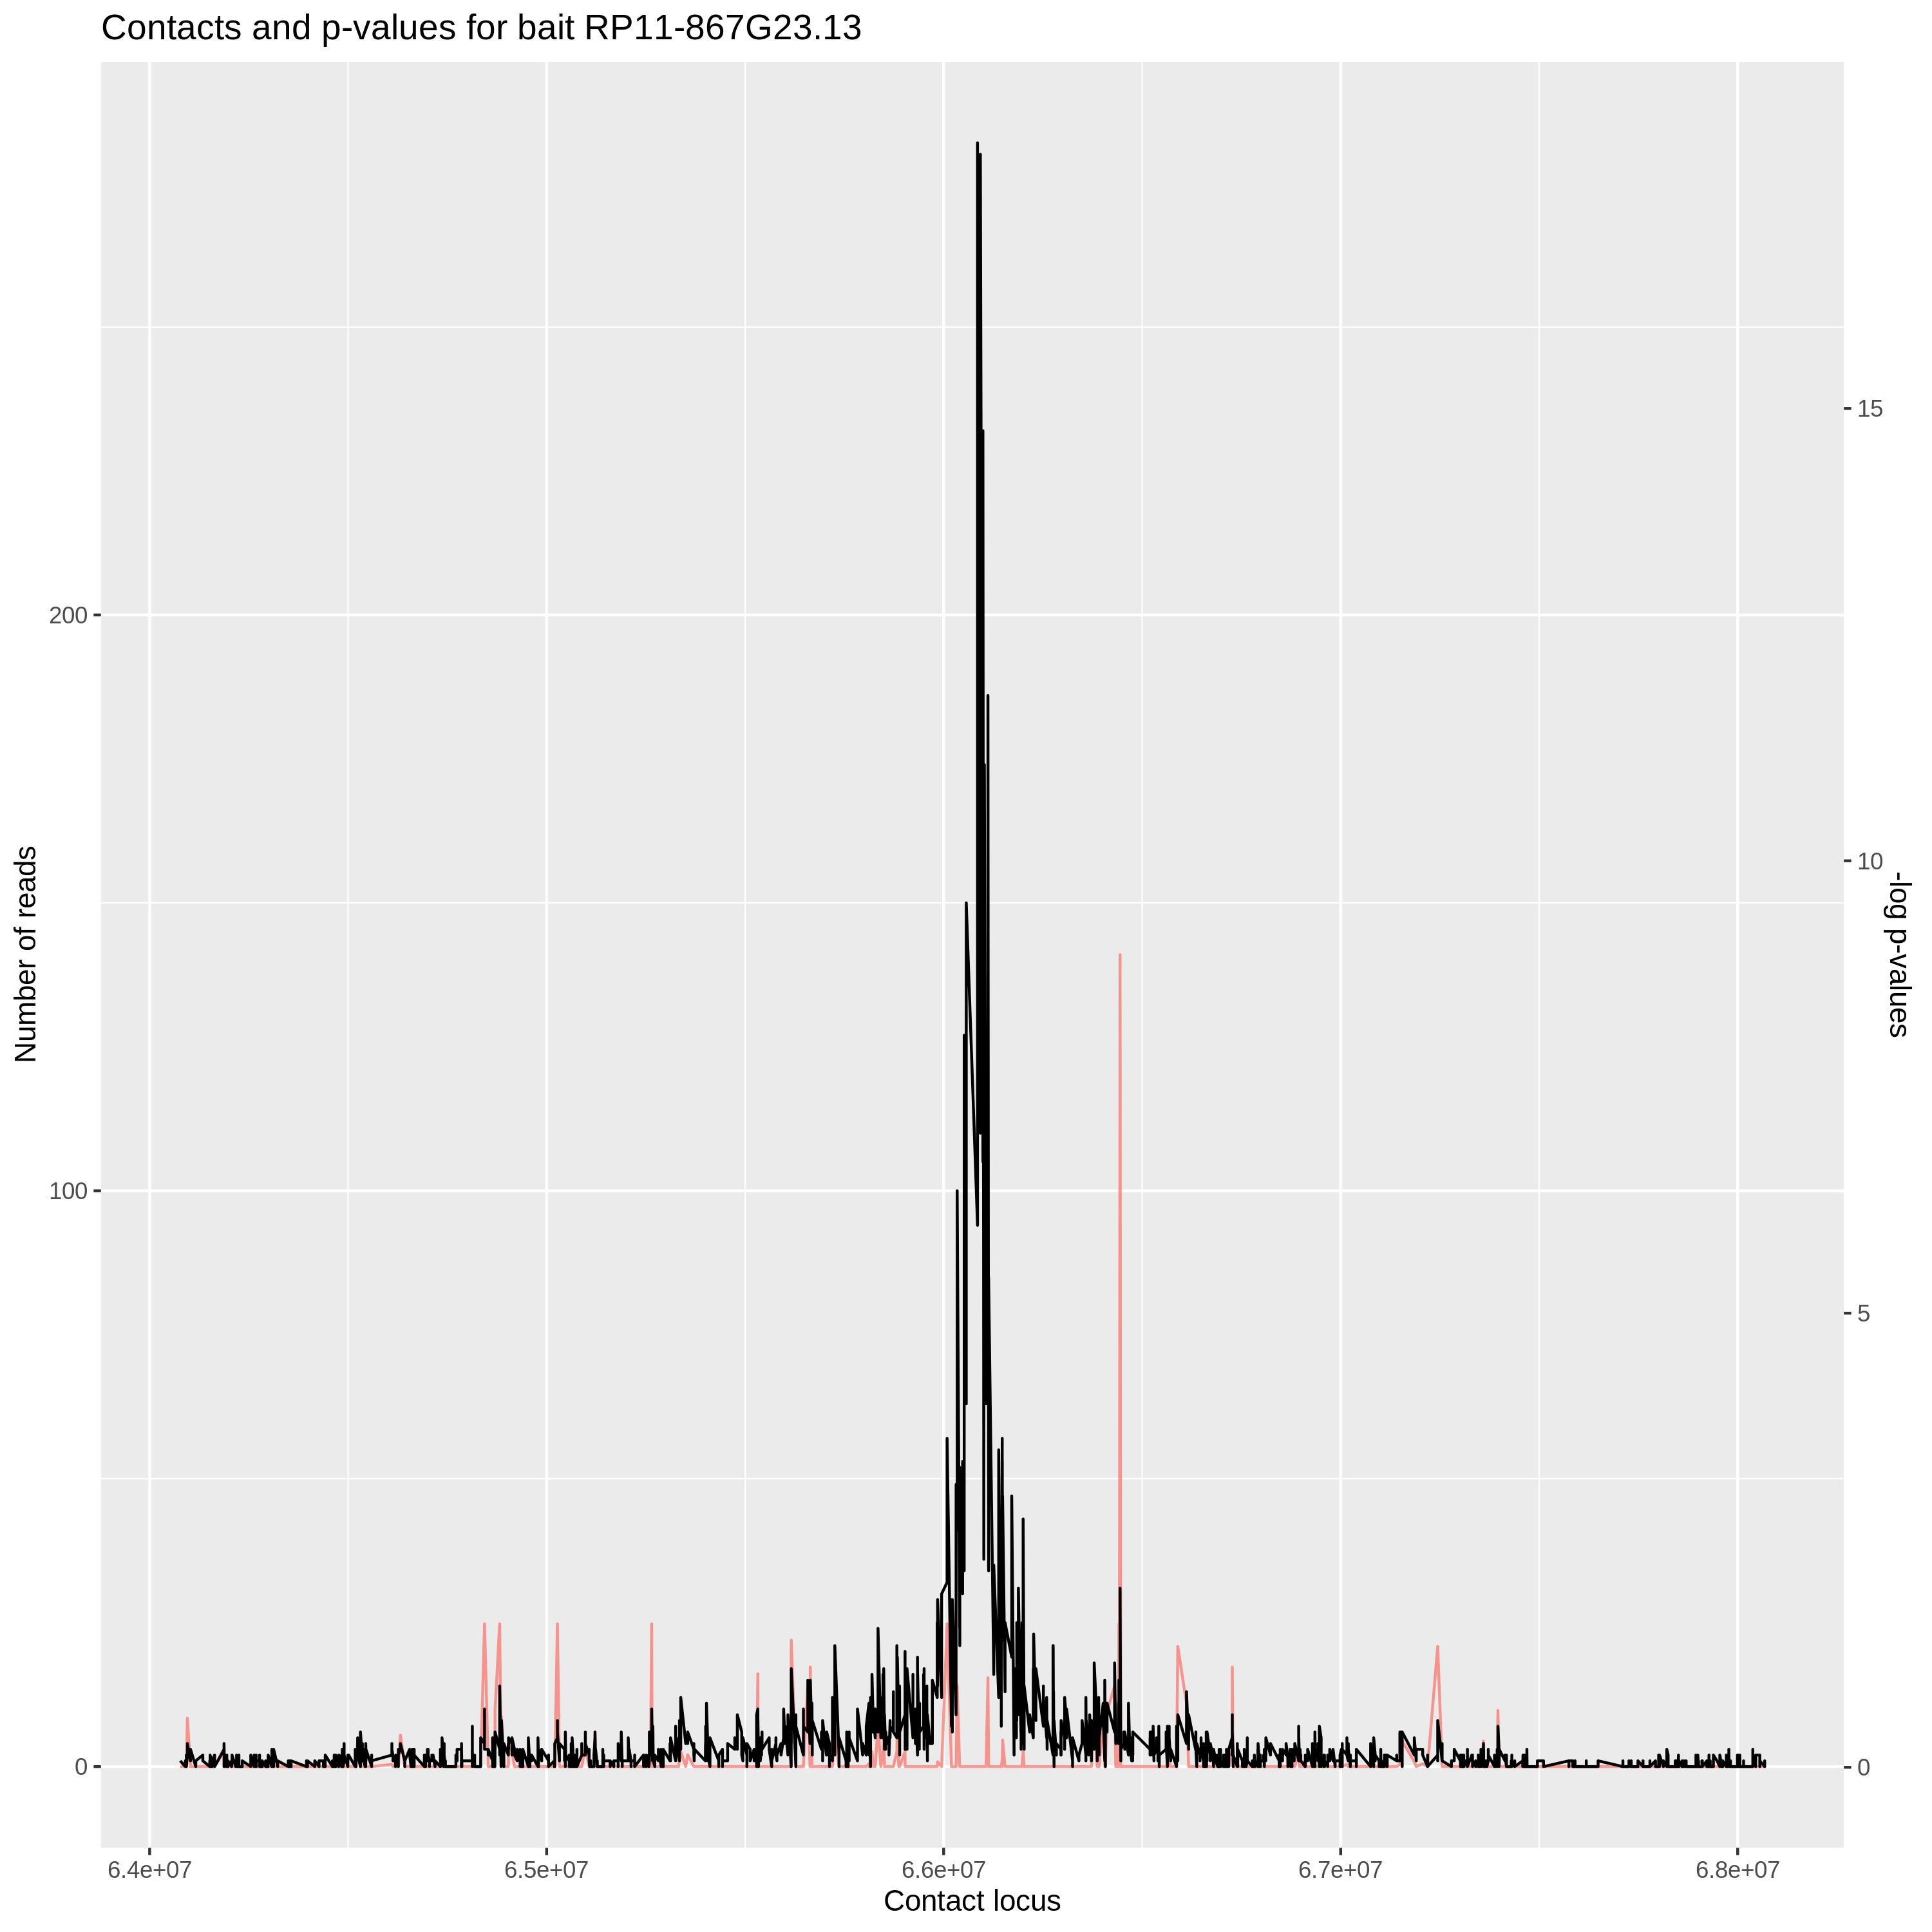 Contacts and p-values for bait RP11-867G23.13
Number of reads
200
100
0
15
10
5
0
-log p-values
6.4e+07
6.5e+07
6.6e+07
6.7e+07
6.8e+07
Contact locus